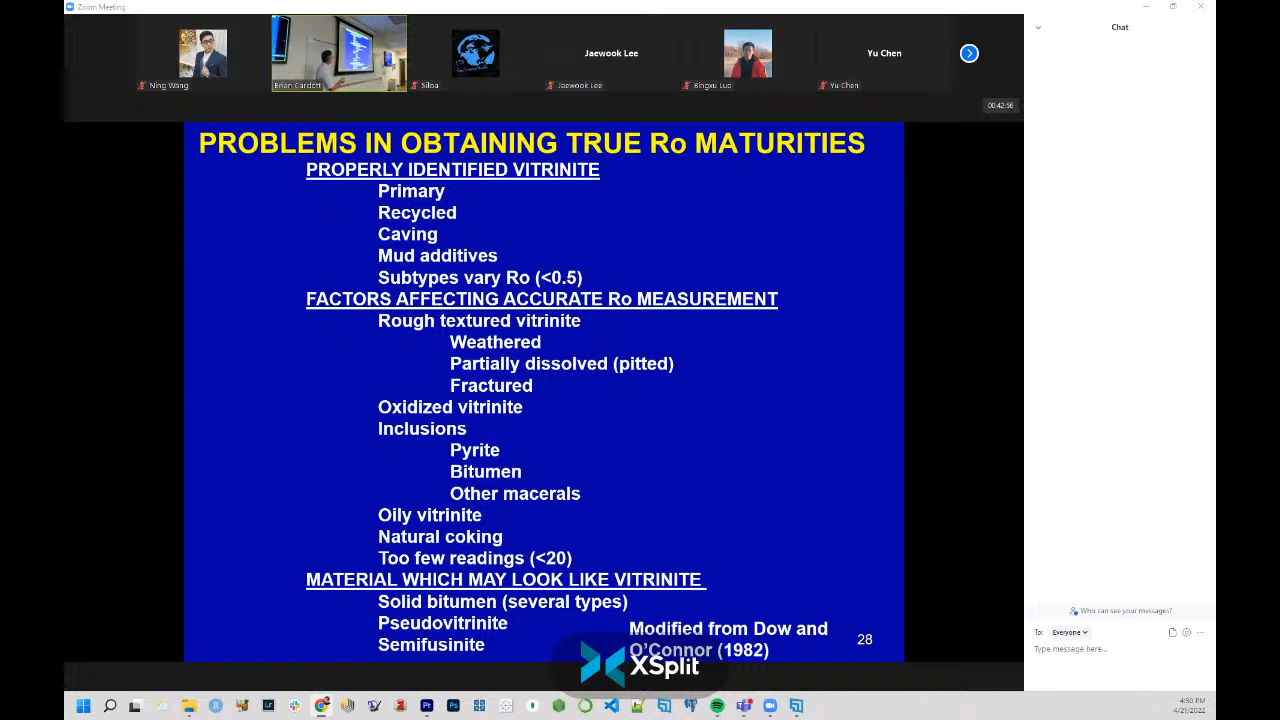 Zoom Meeting
Chat
Jaewook Lee
Yu Chen
Ning Wang
Brian Cardott
Siloa
Jaewook Lee
Bingxu Luo
Yu Chen
00:42:56
PROBLEMS IN OBTAINING TRUE Ro MATURITIES
PROPERLY IDENTIFIED VITRINITE
Primary
Recycled
Caving
Mud additives
Subtypes vary Ro (<0.5)
FACTORS AFFECTING ACCURATE Ro MEASUREMENT
Rough textured vitrinite
Weathered
Partially dissolved (pitted)
Fractured
Oxidized vitrinite
Inclusions
Pyrite
Bitumen
Other macerals
Oily vitrinite
Natural coking
Too few readings (<20)
MATERIAL WHICH MAY LOOK LIKE VITRINITE
Solid bitumen (several types)
Pseudovitrinite
Semifusinite
Modified from Dow and
O'Connor (1982)
28
XSplit
Who can see your messages?
To: Everyone
Type message here...
4:30 PM
4/21/2022